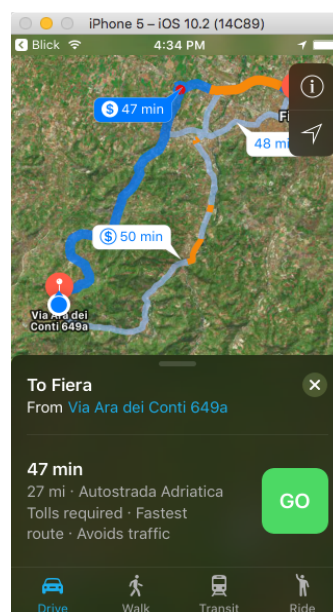 iPhone 5 – iOS 10.2 (14C89)
Blick 4:34 PM
$ 47 min
Fi
48 mi
$ 50 min
Via Ara dei
Conti 649a
To Fiera
From Via Ara dei Conti 649a
47 min
27 mi · Autostrada Adriatica
Tolls required · Fastest
route · Avoids traffic
GO
Drive Walk Transit Ride